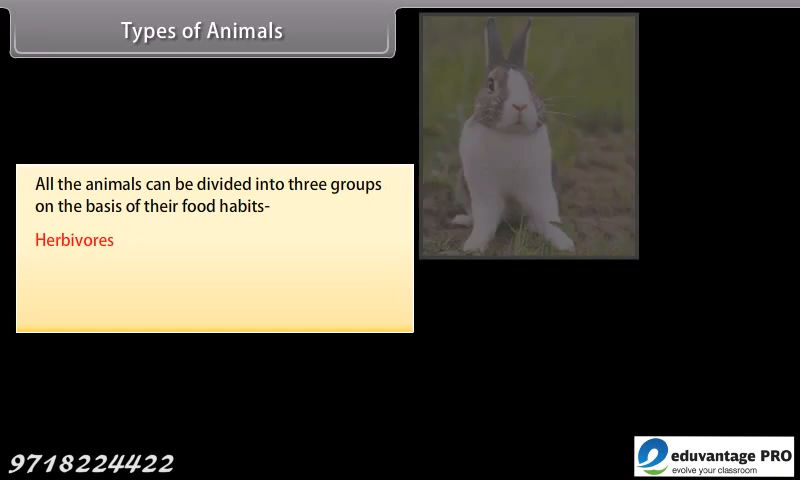 Types of Animals
All the animals can be divided into three groups
on the basis of their food habits-
Herbivores
9718224422
eduvantage PRO
evolve your classroom